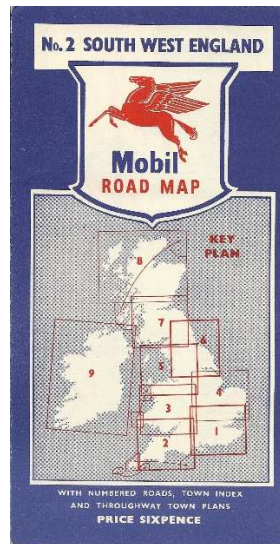 No. 2 SOUTH WEST ENGLAND
Mobil
ROAD MAP
KEY
PLAN
8
7
6
5
9
4
3
1
2
WITH NUMBERED ROADS, TOWN INDEX
AND THROUGHWAY TOWN PLANS
PRICE SIXPENCE